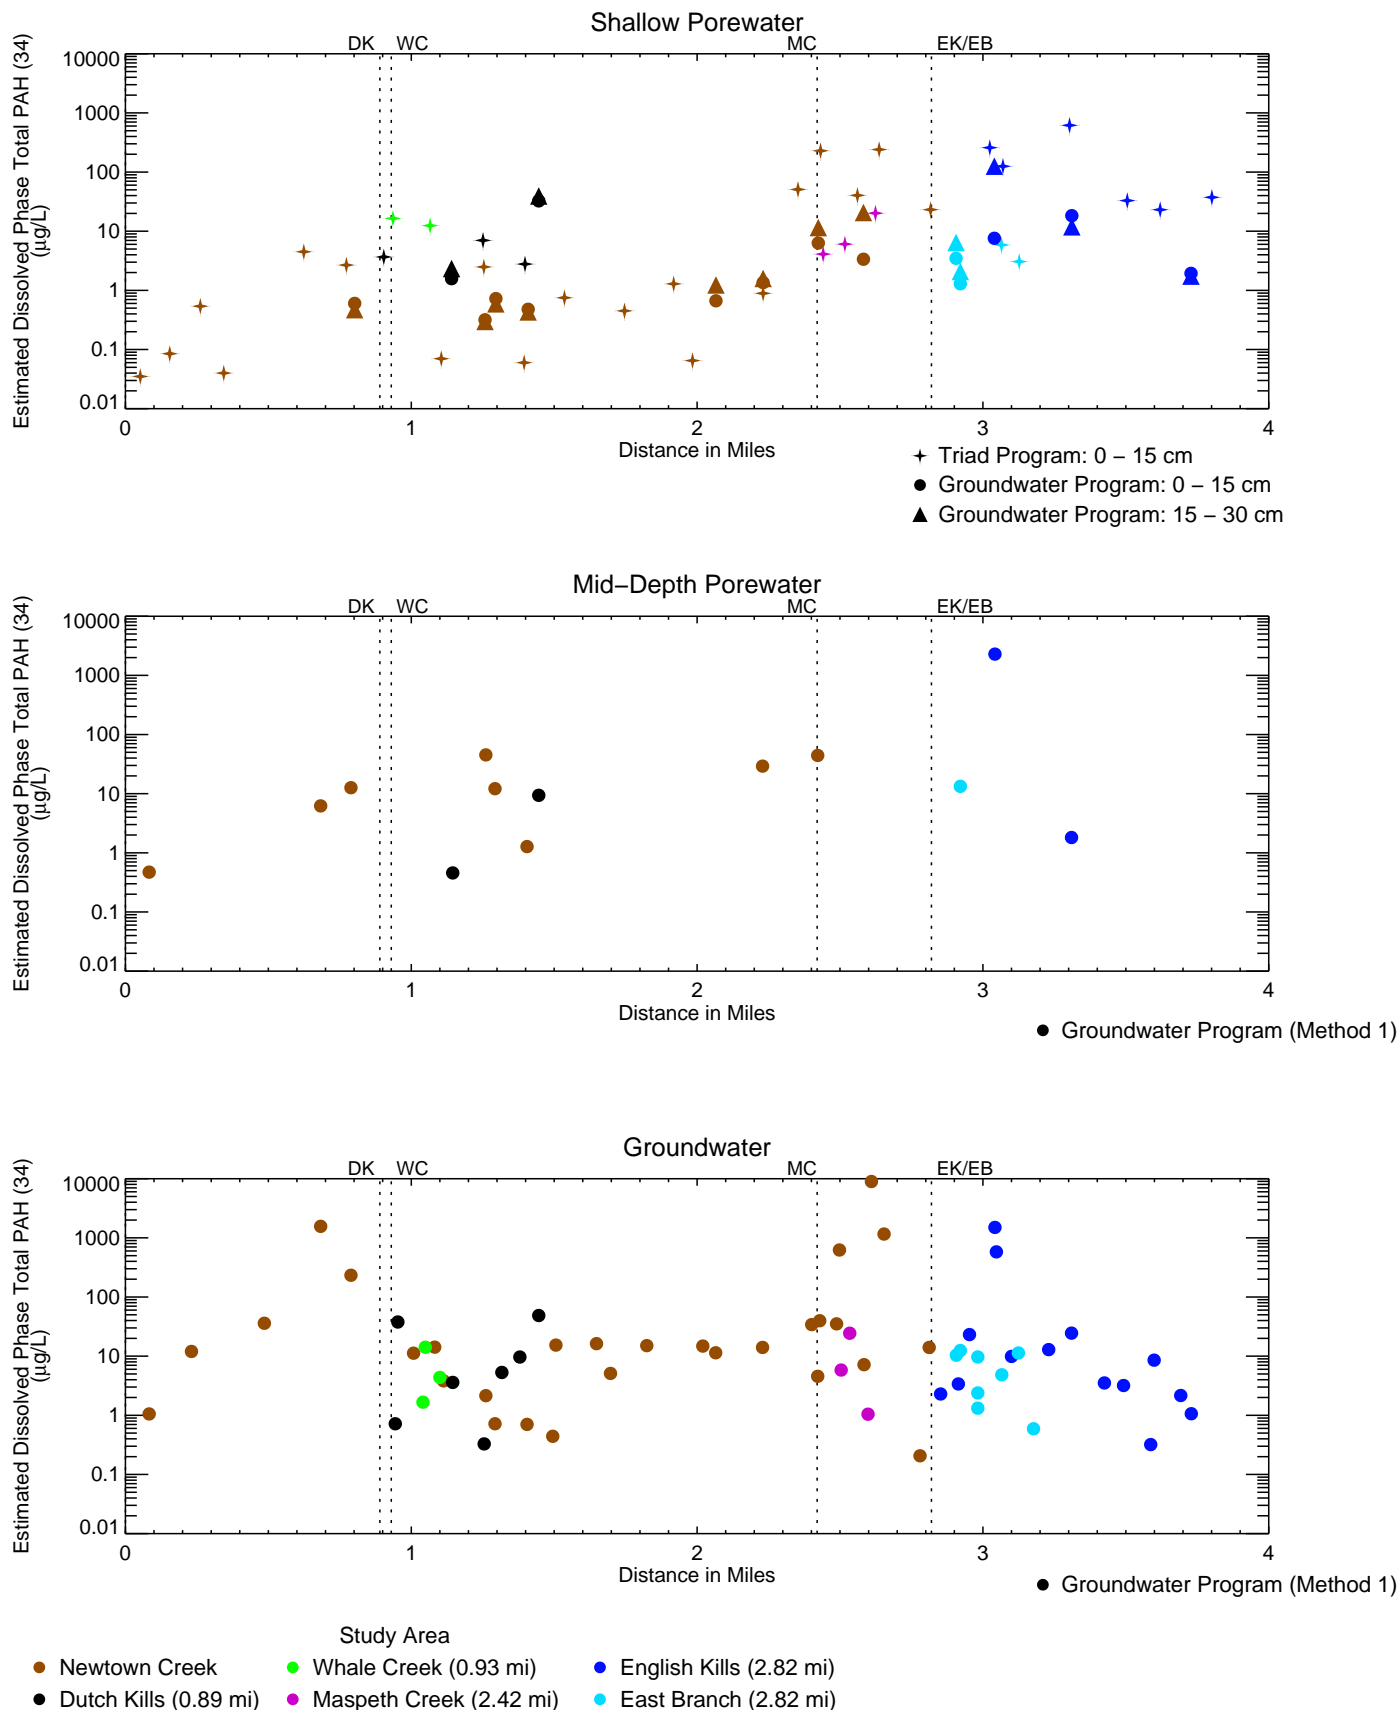 Shallow Porewater
DK WC MC EK/EB
Estimated Dissolved Phase Total PAH (34)
(µg/L)
10000
1000
100
10
1
0.1
0.01
0 1 2 3 4
Distance in Miles
Triad Program: 0 – 15 cm
Groundwater Program: 0 – 15 cm
Groundwater Program: 15 – 30 cm
Mid–Depth Porewater
DK WC MC EK/EB
Estimated Dissolved Phase Total PAH (34)
(µg/L)
10000
1000
100
10
1
0.1
0.01
0 1 2 3 4
Distance in Miles
Groundwater Program (Method 1)
Groundwater
DK WC MC EK/EB
Estimated Dissolved Phase Total PAH (34)
(µg/L)
10000
1000
100
10
1
0.1
0.01
0 1 2 3 4
Distance in Miles
Groundwater Program (Method 1)
Study Area
Newtown Creek Whale Creek (0.93 mi) English Kills (2.82 mi)
Dutch Kills (0.89 mi) Maspeth Creek (2.42 mi) East Branch (2.82 mi)